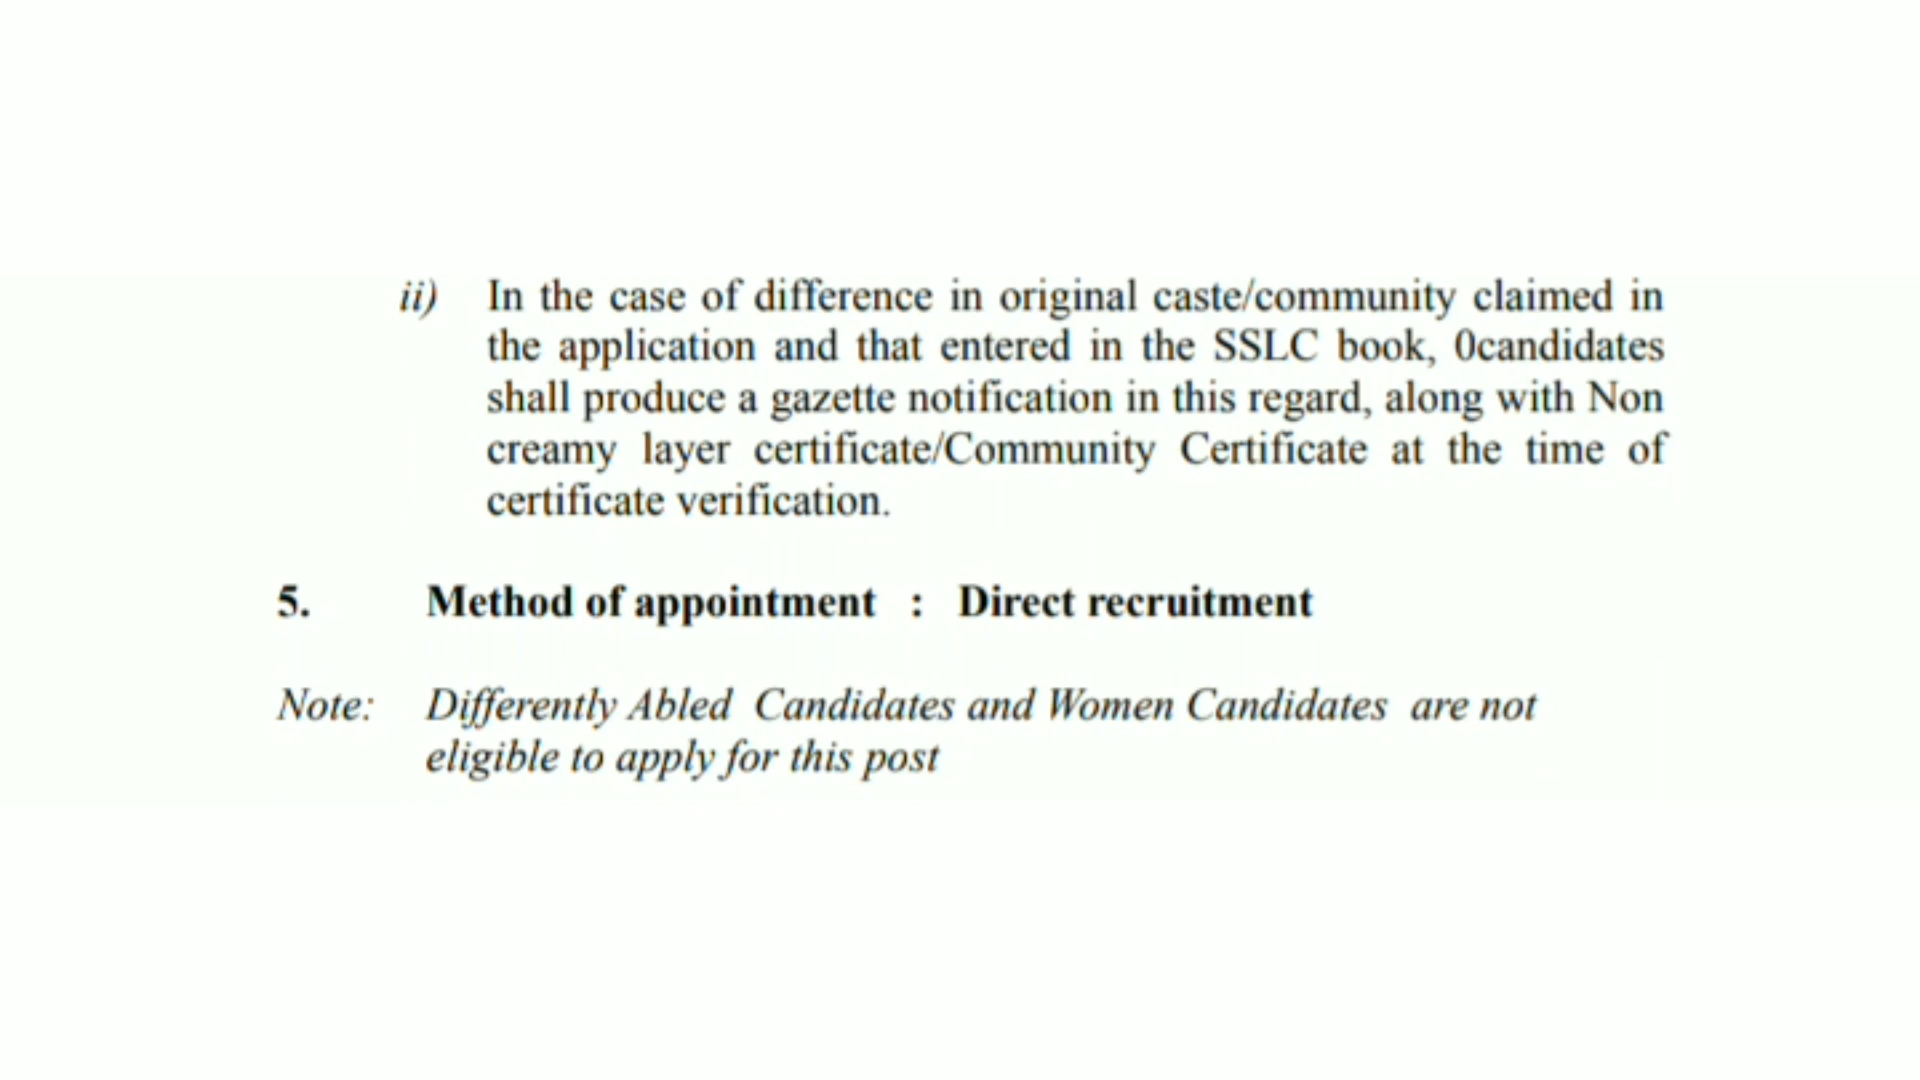 ii) In the case of difference in original caste/community claimed in
the application and that entered in the SSLC book, 0candidates
shall produce a gazette notification in this regard, along with Non
creamy layer certificate/Community Certificate at the time of
certificate verification.
5. Method of appointment : Direct recruitment
Note: Differently Abled Candidates and Women Candidates are not
eligible to apply for this post